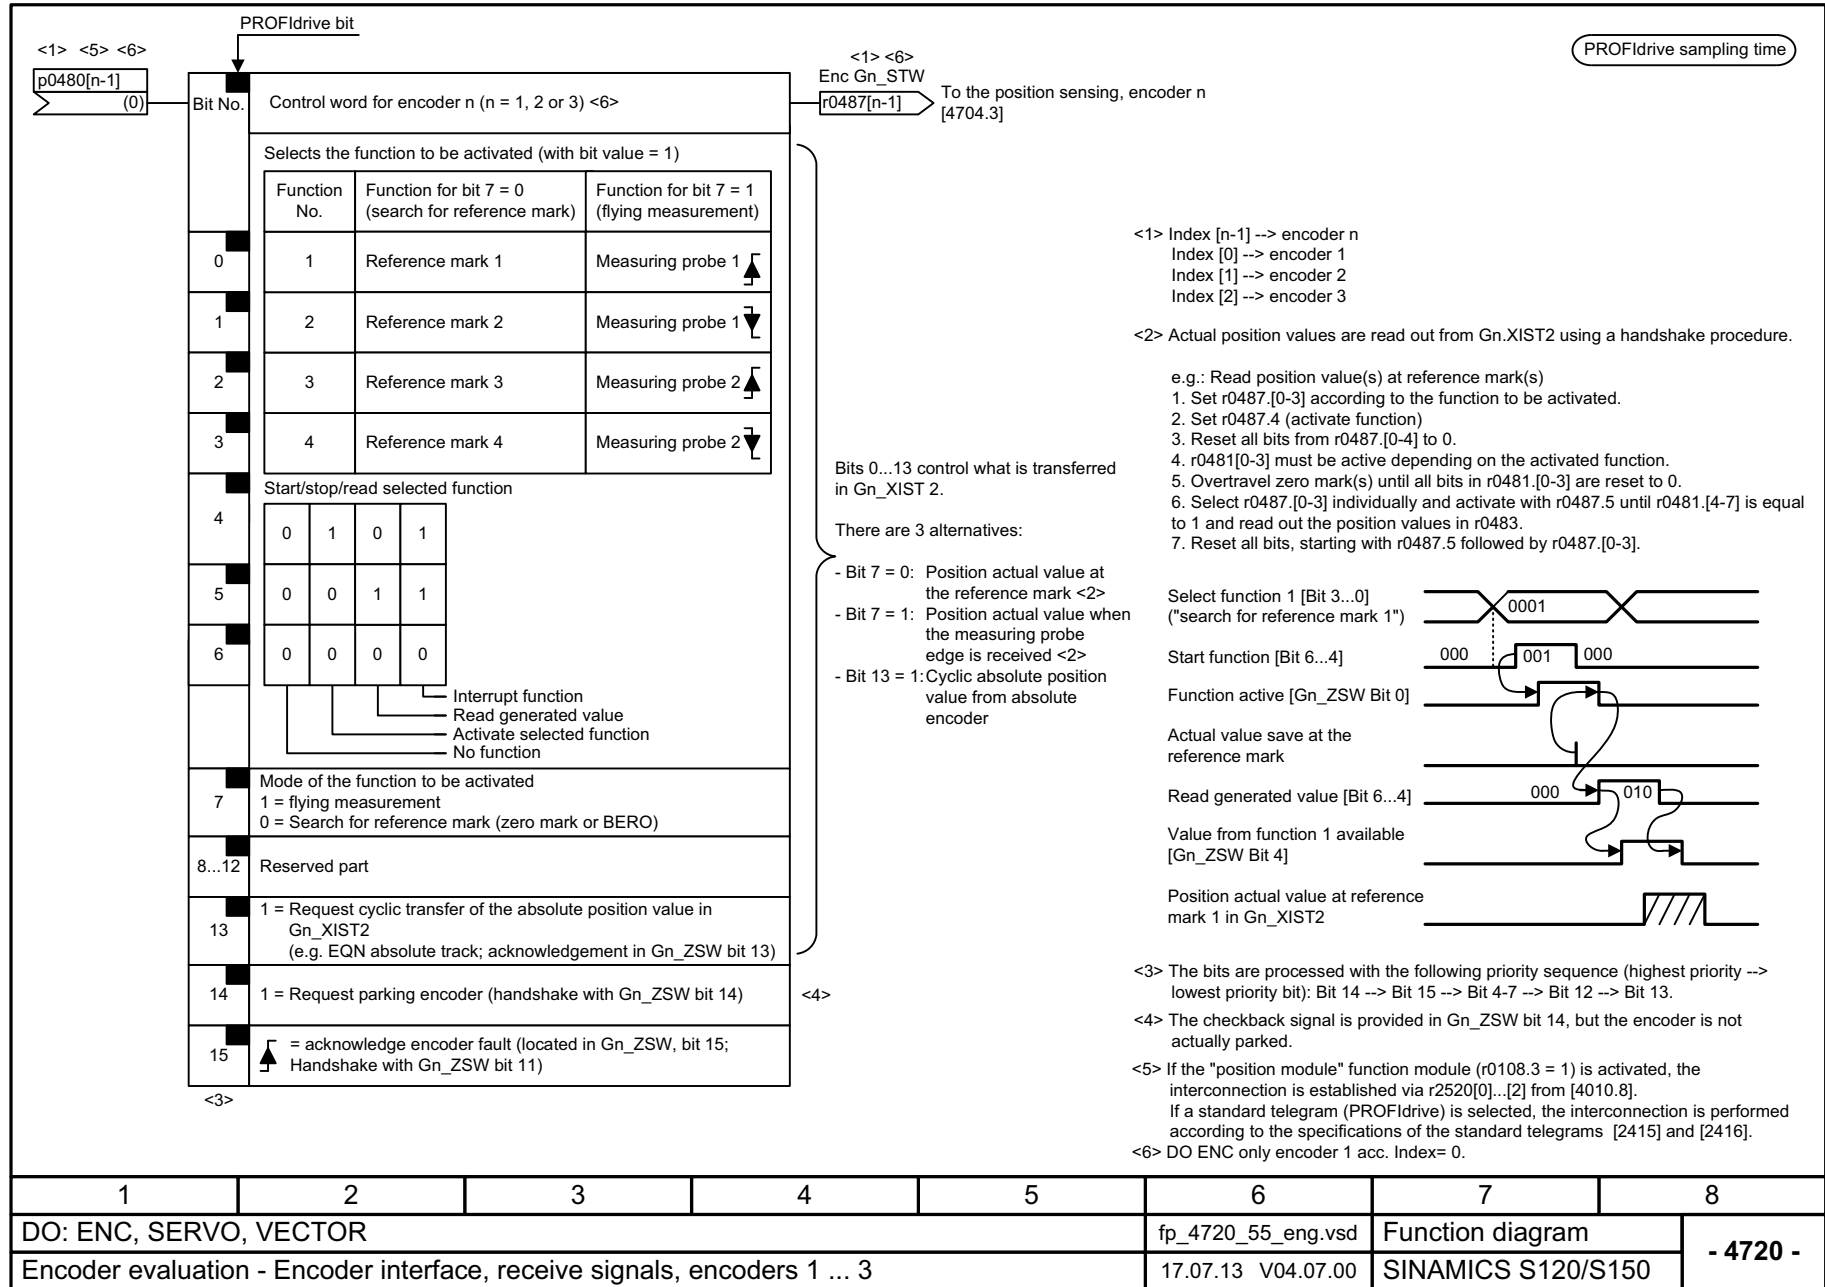 PROFIdrive bit
<1> <5> <6>
p0480[n-1]
(0)
Bit No.
Control word for encoder n (n = 1, 2 or 3) <6>
<1> <6>
Enc Gn_STW
r0487[n-1]
To the position sensing, encoder n
[4704.3]
PROFIdrive sampling time
Selects the function to be activated (with bit value = 1)
Function No.
Function for bit 7 = 0
(search for reference mark)
Function for bit 7 = 1
(flying measurement)
0
1
Reference mark 1
Measuring probe 1
1
2
Reference mark 2
Measuring probe 1
2
3
Reference mark 3
Measuring probe 2
3
4
Reference mark 4
Measuring probe 2
Start/stop/read selected function
4
0 1 0 1
5
0 0 1 1
6
0 0 0 0
Interrupt function
Read generated value
Activate selected function
No function
7
Mode of the function to be activated
1 = flying measurement
0 = Search for reference mark (zero mark or BERO)
8...12
Reserved part
13
1 = Request cyclic transfer of the absolute position value in
Gn_XIST2
(e.g. EQN absolute track; acknowledgement in Gn_ZSW bit 13)
14
1 = Request parking encoder (handshake with Gn_ZSW bit 14)
<4>
15
= acknowledge encoder fault (located in Gn_ZSW, bit 15;
Handshake with Gn_ZSW bit 11)
<3>
Bits 0...13 control what is transferred
in Gn_XIST 2.
There are 3 alternatives:
- Bit 7 = 0: Position actual value at
the reference mark <2>
- Bit 7 = 1: Position actual value when
the measuring probe
edge is received <2>
- Bit 13 = 1: Cyclic absolute position
value from absolute
encoder
<1> Index [n-1] --> encoder n
Index [0] --> encoder 1
Index [1] --> encoder 2
Index [2] --> encoder 3
<2> Actual position values are read out from Gn.XIST2 using a handshake procedure.
e.g.: Read position value(s) at reference mark(s)
1. Set r0487.[0-3] according to the function to be activated.
2. Set r0487.4 (activate function)
3. Reset all bits from r0487.[0-4] to 0.
4. r0481[0-3] must be active depending on the activated function.
5. Overtravel zero mark(s) until all bits in r0481.[0-3] are reset to 0.
6. Select r0487.[0-3] individually and activate with r0487.5 until r0481.[4-7] is equal
to 1 and read out the position values in r0483.
7. Reset all bits, starting with r0487.5 followed by r0487.[0-3].
Select function 1 [Bit 3...0]
("search for reference mark 1")
0001
Start function [Bit 6...4]
000 001 000
Function active [Gn_ZSW Bit 0]
Actual value save at the
reference mark
Read generated value [Bit 6...4]
000 010
Value from function 1 available
[Gn_ZSW Bit 4]
Position actual value at reference
mark 1 in Gn_XIST2
<3> The bits are processed with the following priority sequence (highest priority -->
lowest priority bit): Bit 14 --> Bit 15 --> Bit 4-7 --> Bit 12 --> Bit 13.
<4> The checkback signal is provided in Gn_ZSW bit 14, but the encoder is not
actually parked.
<5> If the "position module" function module (r0108.3 = 1) is activated, the
interconnection is established via r2520[0]...[2] from [4010.8].
If a standard telegram (PROFIdrive) is selected, the interconnection is performed
according to the specifications of the standard telegrams [2415] and [2416].
<6> DO ENC only encoder 1 acc. Index= 0.
1 2 3 4 5 6 7 8
DO: ENC, SERVO, VECTOR
fp_4720_55_eng.vsd
Function diagram
- 4720 -
Encoder evaluation - Encoder interface, receive signals, encoders 1 ... 3
17.07.13 V04.07.00
SINAMICS S120/S150